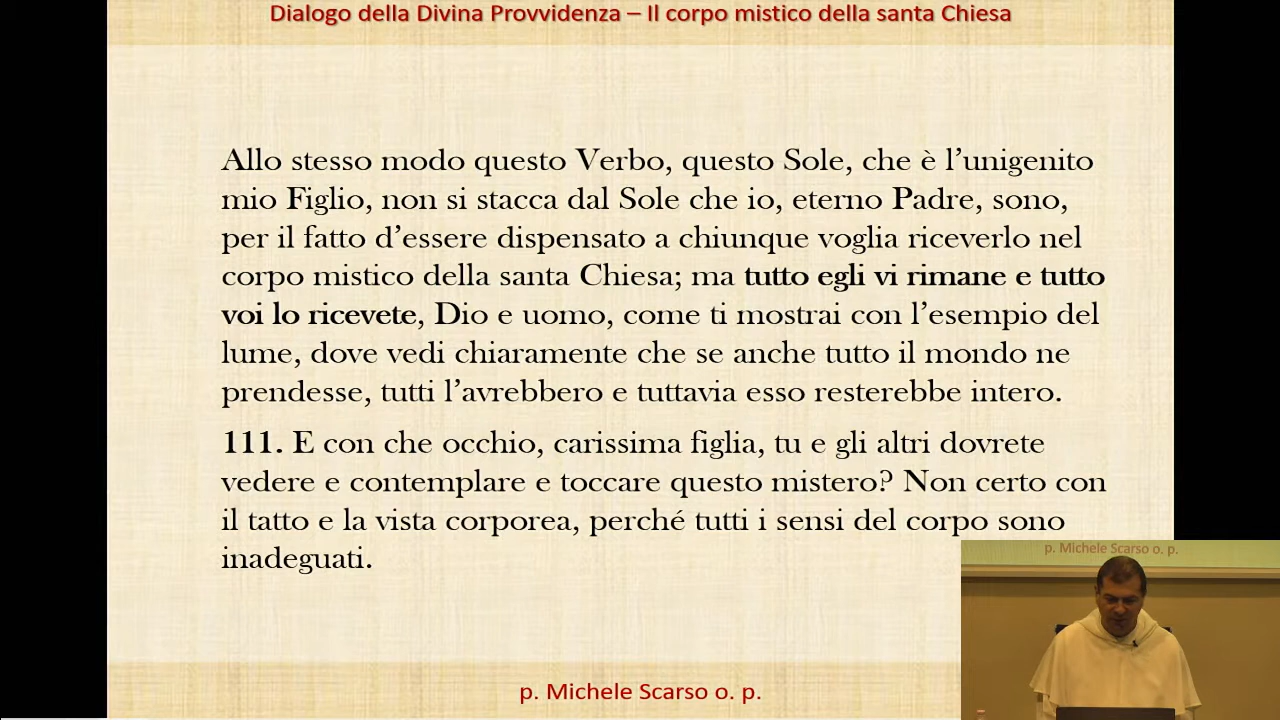 Dialogo della Divina Provvidenza – Il corpo mistico della santa Chiesa
Allo stesso modo questo Verbo, questo Sole, che è l’unigenito
mio Figlio, non si stacca dal Sole che io, eterno Padre, sono,
per il fatto d’essere dispensato a chiunque voglia riceverlo nel
corpo mistico della santa Chiesa; ma tutto egli vi rimane e tutto
voi lo ricevete, Dio e uomo, come ti mostrai con l’esempio del
lume, dove vedi chiaramente che se anche tutto il mondo ne
prendesse, tutti l’avrebbero e tuttavia esso resterebbe intero.
111. E con che occhio, carissima figlia, tu e gli altri dovrete
vedere e contemplare e toccare questo mistero? Non certo con
il tatto e la vista corporea, perché tutti i sensi del corpo sono
inadeguati.
p. Michele Scarso o. p.
p. Michele Scarso o. p.